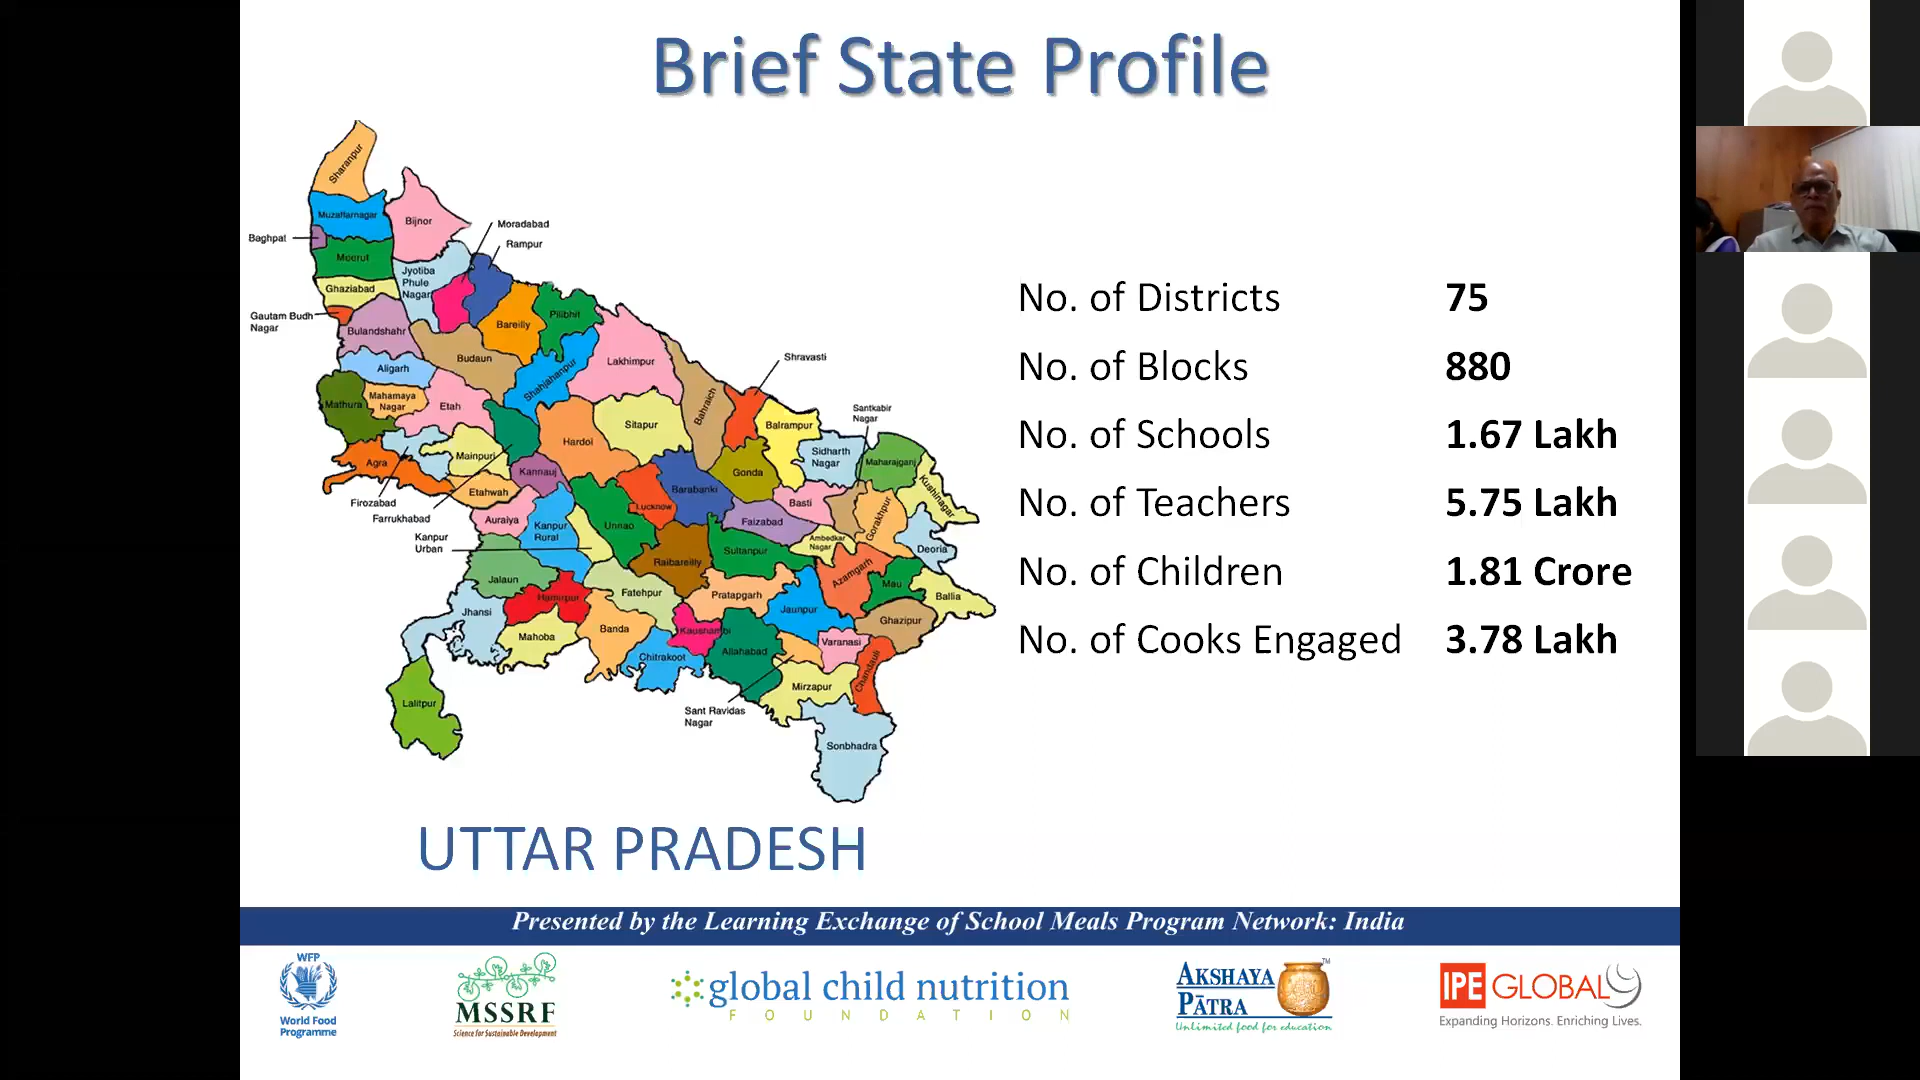 Brief State Profile
Sharanpur
Muzaffarnagar
Bijnor
Moradabad
Baghpat
Rampur
Meerut
Jyotiba
Phule
Nagar
Ghaziabad
Gautam Budh
Nagar
Bulandshahr
Bareilly
Pilibhit
Budaun
Lakhimpur
Shravasti
Aligarh
Shahjahanpur
Mathura
Mahamaya
Nagar
Etah
Bahraich
Santkabir
Nagar
Hardoi
Sitapur
Balrampur
Agra
Mainpuri
Kannauj
Gonda
Sidharth
Nagar
Maharajganj
Kushinagar
Firozabad
Etahwah
Barabanki
Lucknow
Basti
Gorakhpur
Farrukhabad
Auraiya
Kanpur
Rural
Unnao
Faizabad
Kanpur
Urban
Sultanpur
Ambedkar
Nagar
Deoria
Raibareilly
Azamgarh
Jalaun
Hamirpur
Fatehpur
Pratapgarh
Mau
Ballia
Jhansi
Jaunpur
Ghazipur
Mahoba
Banda
Kaushambi
Varanasi
Chitrakoot
Allahabad
Chandauli
Mirzapur
Lalitpur
Sant Ravidas
Nagar
Sonbhadra
No. of Districts 75
No. of Blocks 880
No. of Schools 1.67 Lakh
No. of Teachers 5.75 Lakh
No. of Children 1.81 Crore
No. of Cooks Engaged 3.78 Lakh
UTTAR PRADESH
Presented by the Learning Exchange of School Meals Program Network: India
WFP
World Food
Programme
MSSRF
Science for Sustainable Development
global child nutrition
FOUNDATION
AKSHAYA
PĀTRA
TM
Unlimited food for education
IPE GLOBAL
Expanding Horizons. Enriching Lives.